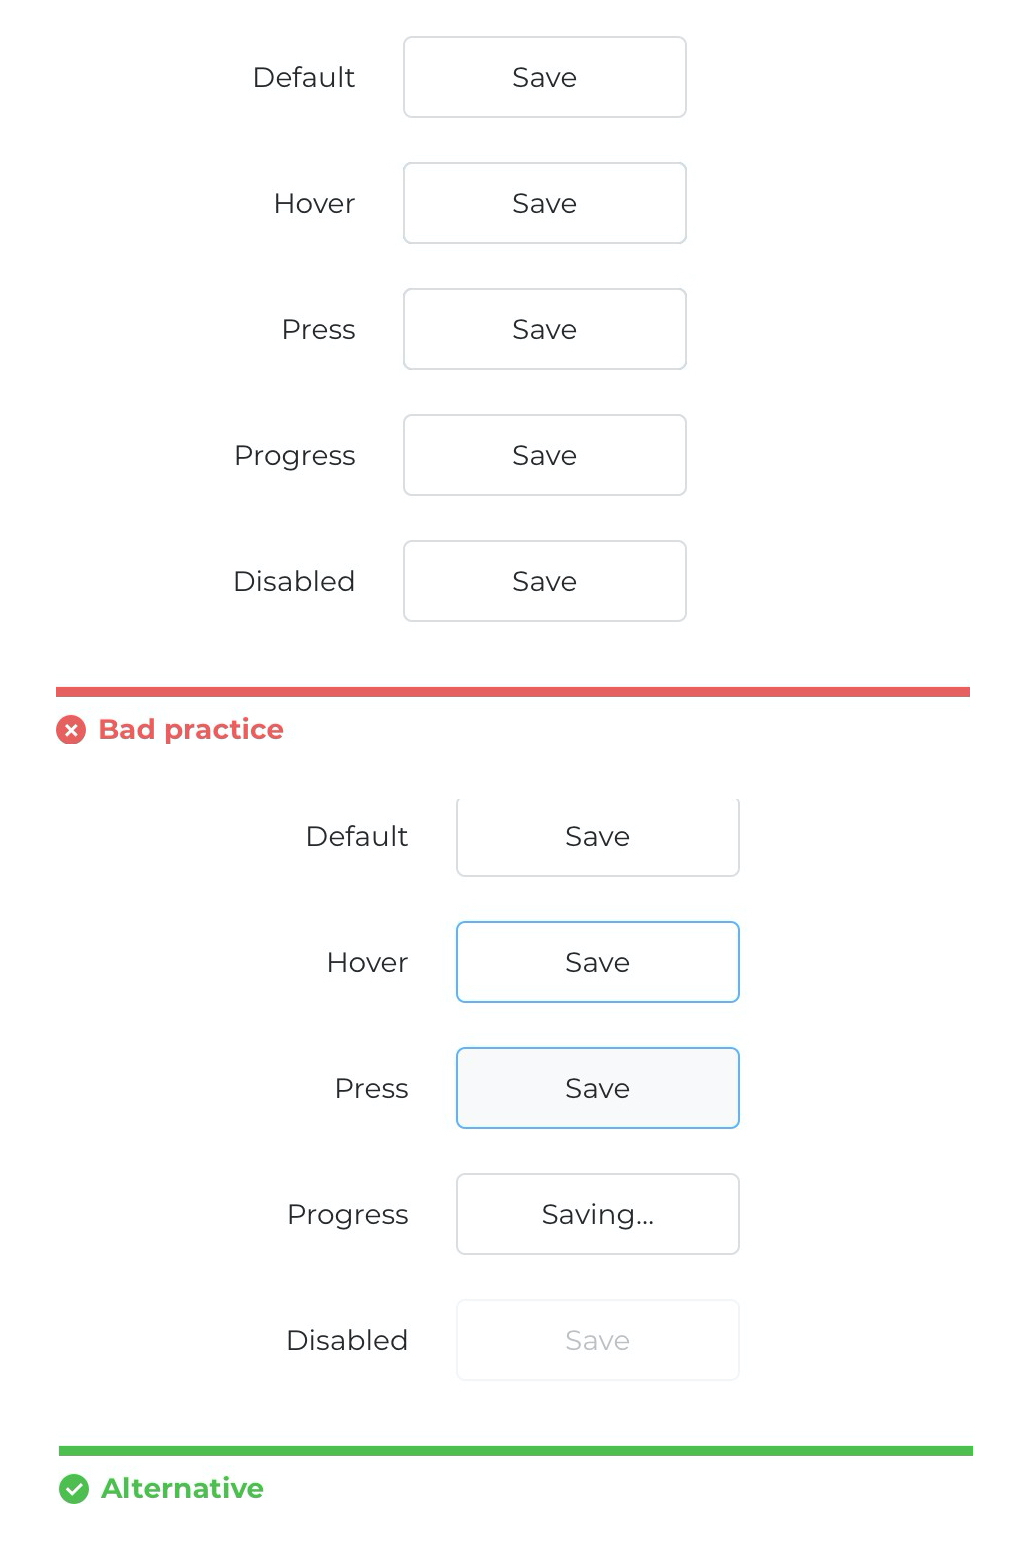 Default Save
Hover Save
Press Save
Progress Save
Disabled Save
Bad practice
Default Save
Hover Save
Press Save
Progress Saving...
Disabled Save
Alternative